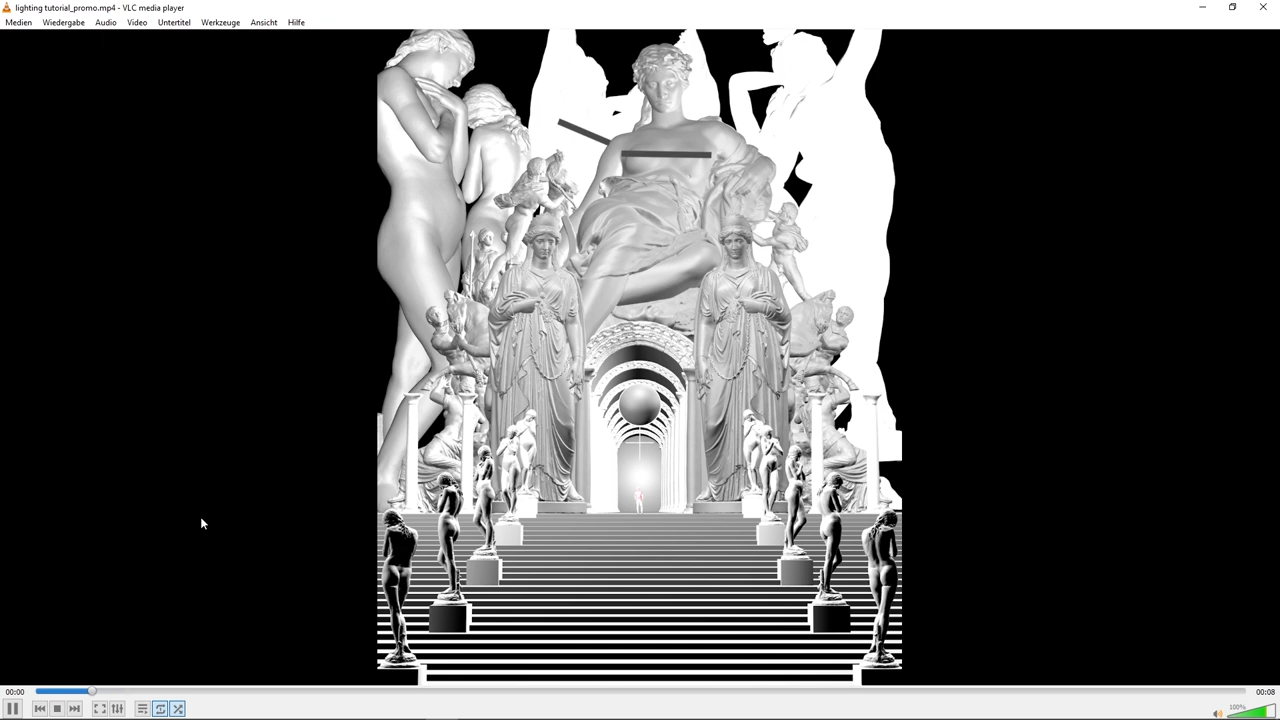 lighting tutorial_promo.mp4 - VLC media player
Medien Wiedergabe Audio Video Untertitel Werkzeuge Ansicht Hilfe
00:00 00:08
100%